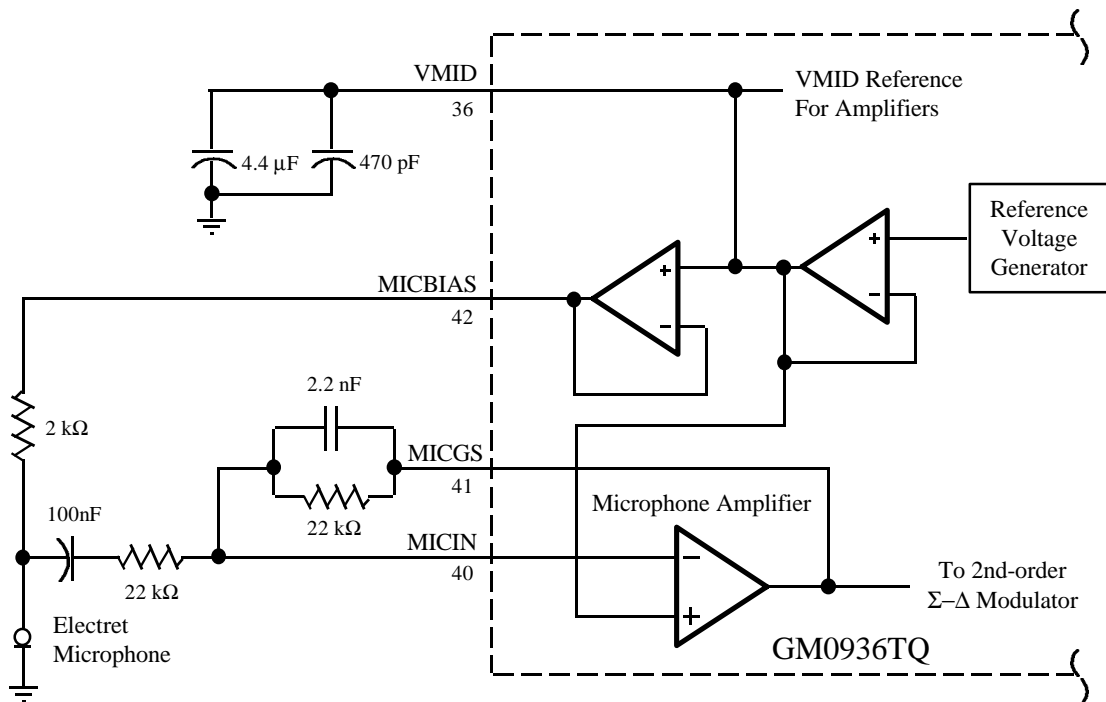 VMID
36
VMID Reference
For Amplifiers
4.4 µF
470 pF
Reference
Voltage
Generator
+
−
+
−
MICBIAS
42
2 kΩ
2.2 nF
22 kΩ
MICGS
41
Microphone Amplifier
100nF
22 kΩ
MICIN
40
−
+
To 2nd-order
Σ–Δ Modulator
Electret
Microphone
GM0936TQ